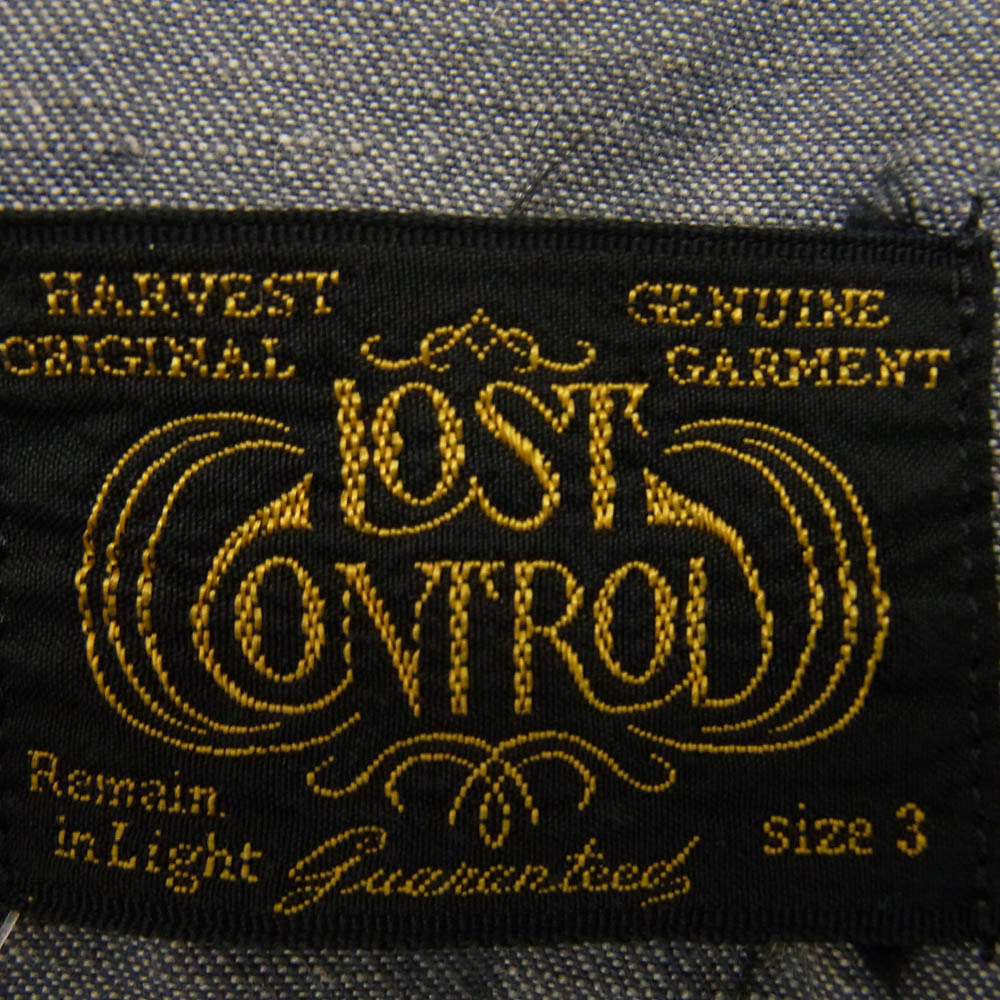 HARVEST
ORIGINAL
GENUINE
GARMENT
LOST
CONTROL
Remain
in Light
Guaranteed
size 3